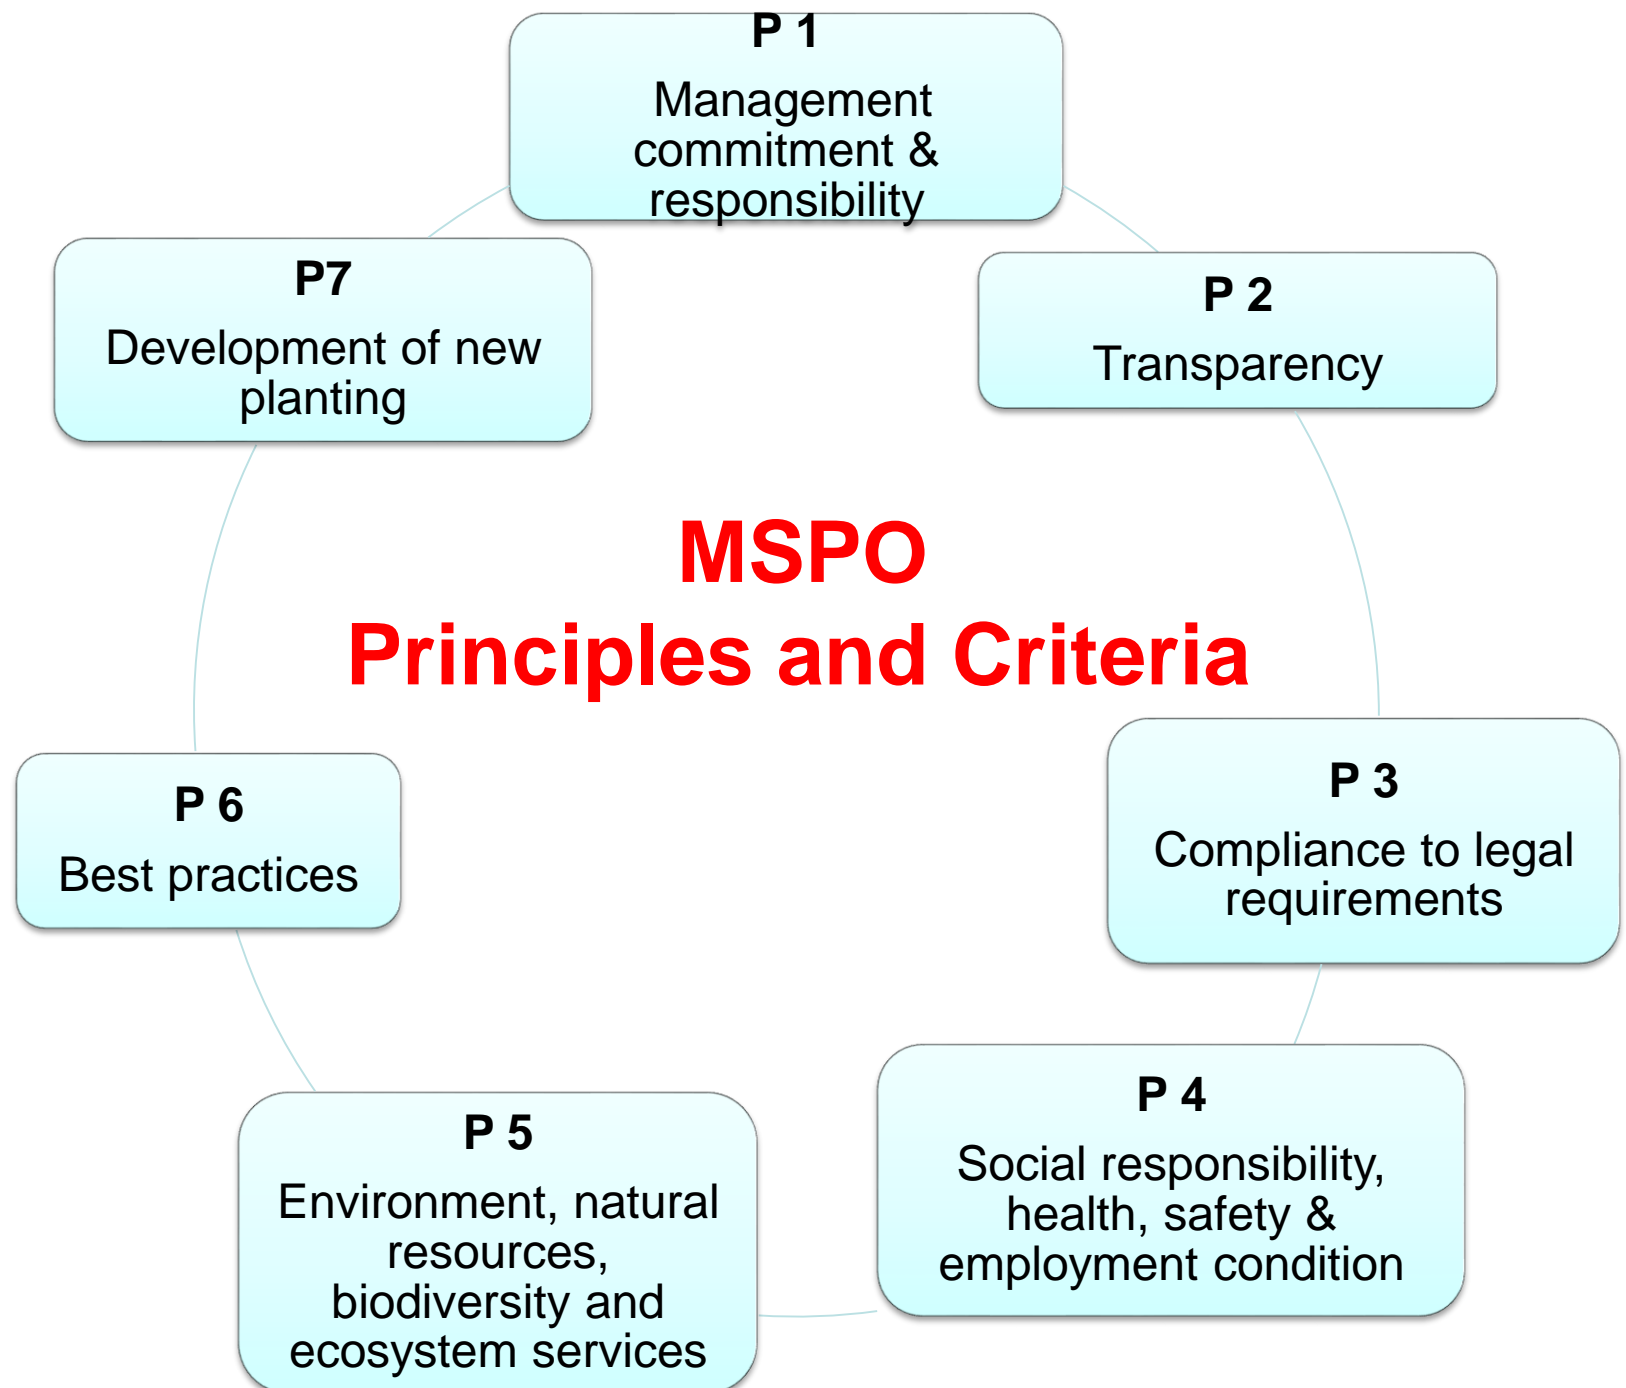 P 1
Management
commitment &
responsibility
P 2
Transparency
P 3
Compliance to legal
requirements
P 4
Social responsibility,
health, safety &
employment condition
P 5
Environment, natural
resources,
biodiversity and
ecosystem services
P 6
Best practices
P7
Development of new
planting
MSPO
Principles and Criteria